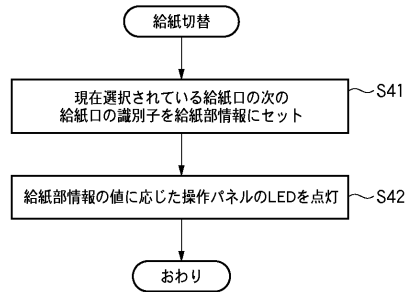 給紙切替
現在選択されている給紙口の次の
給紙口の識別子を給紙部情報にセット
S41
給紙部情報の値に応じた操作パネルのLEDを点灯
S42
おわり